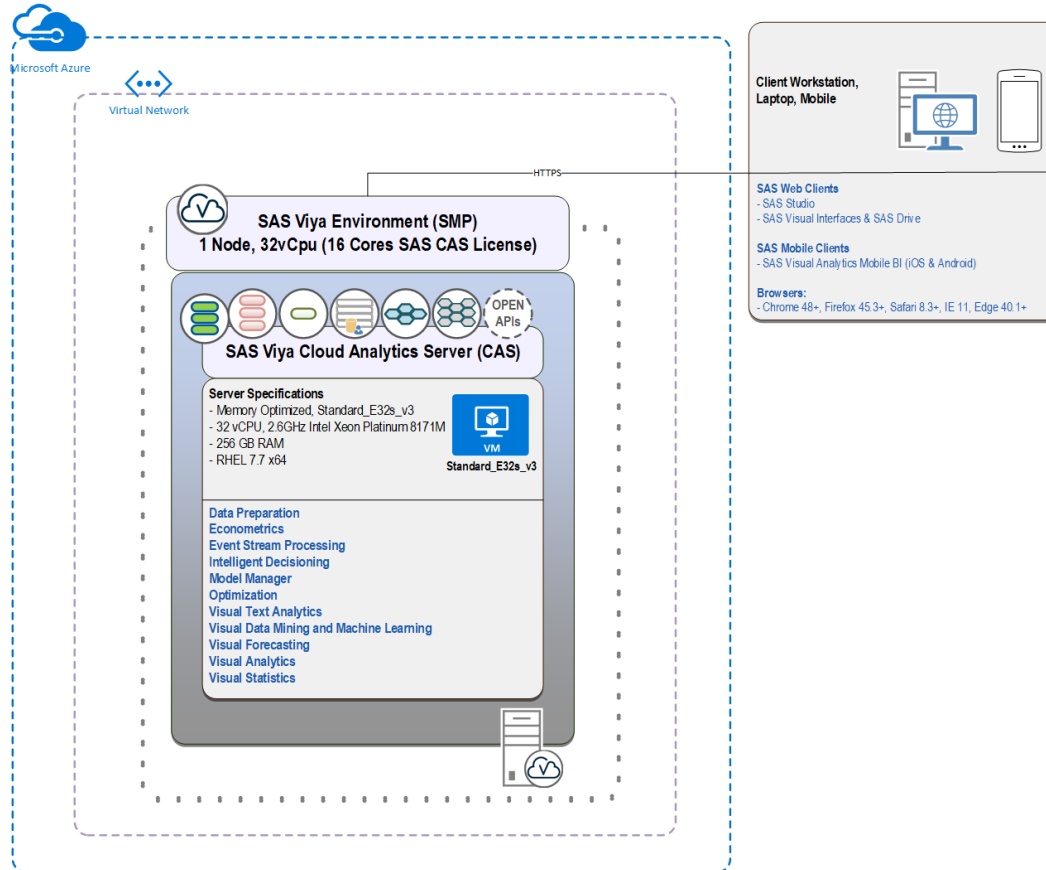 Microsoft Azure
Virtual Network
HTTPS
SAS Viya Environment (SMP)
1 Node, 32vCpu (16 Cores SAS CAS License)
OPEN
APIs
SAS Viya Cloud Analytics Server (CAS)
Server Specifications
- Memory Optimized, Standard_E32s_v3
- 32 vCPU, 2.6GHz Intel Xeon Platinum 8171M
- 256 GB RAM
- RHEL 7.7 x64
VM
Standard_E32s_v3
Data Preparation
Econometrics
Event Stream Processing
Intelligent Decisioning
Model Manager
Optimization
Visual Text Analytics
Visual Data Mining and Machine Learning
Visual Forecasting
Visual Analytics
Visual Statistics
Client Workstation,
Laptop, Mobile
SAS Web Clients
- SAS Studio
- SAS Visual Interfaces & SAS Drive
SAS Mobile Clients
- SAS Visual Analytics Mobile BI (iOS & Android)
Browsers:
- Chrome 48+, Firefox 45.3+, Safari 8.3+, IE 11, Edge 40.1+